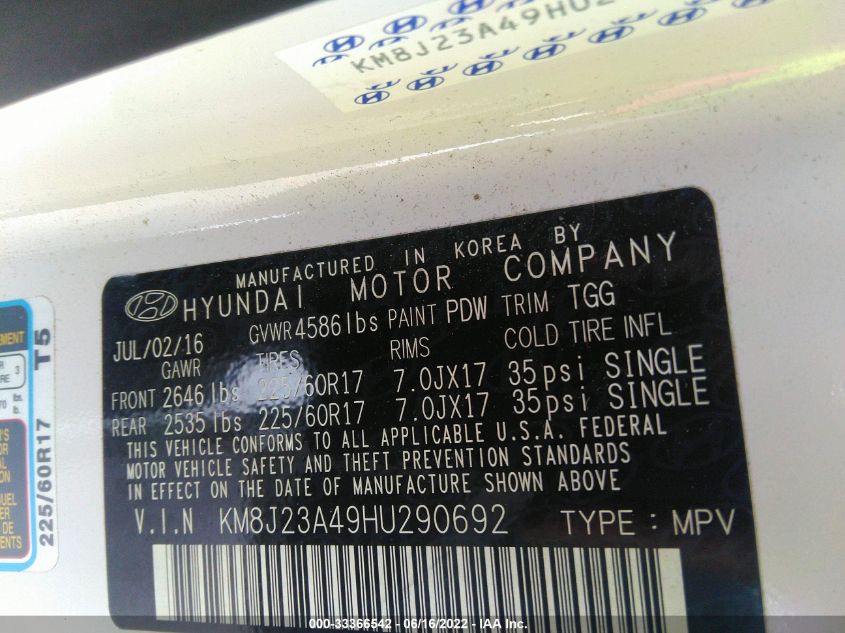 KM8J23A49HU2
MANUFACTURED IN KOREA BY
HYUNDAI MOTOR COMPANY
JUL/02/16 GVWR 4586lbs PAINT PDW TRIM TGG
GAWR TIRES RIMS COLD TIRE INFL
FRONT 2646 lbs 225/60R17 7.0JX17 35psi SINGLE
REAR 2535 lbs 225/60R17 7.0JX17 35psi SINGLE
THIS VEHICLE CONFORMS TO ALL APPLICABLE U.S.A. FEDERAL
MOTOR VEHICLE SAFETY AND THEFT PREVENTION STANDARDS
IN EFFECT ON THE DATE OF MANUFACTURE SHOWN ABOVE
V.I.N KM8J23A49HU290692 TYPE : MPV
225/60R17 T5
3
lb.
DE
000-33366542 - 06/16/2022 - IAA Inc.